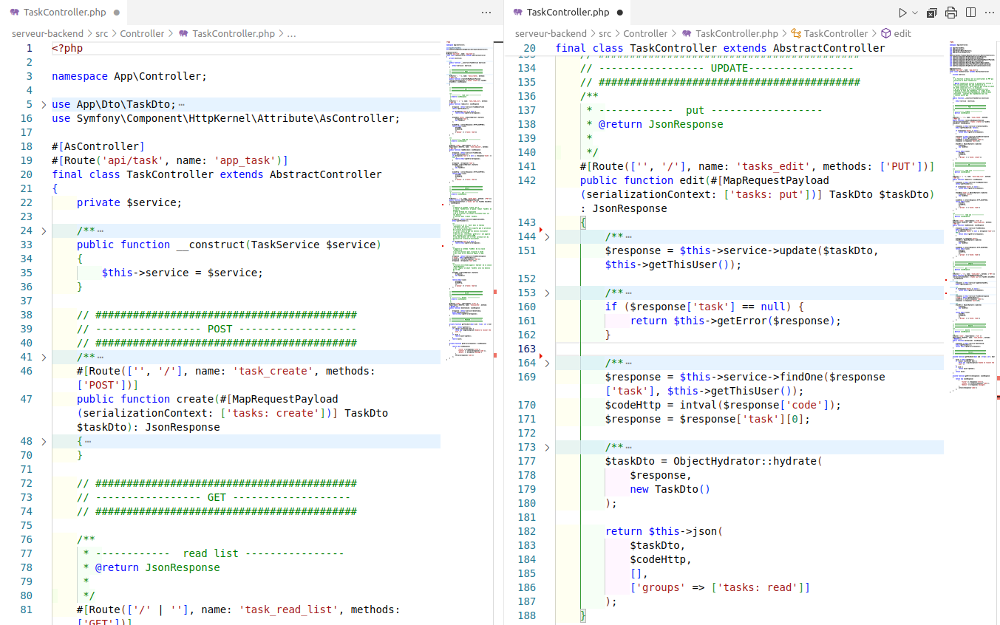 TaskController.php
serveur-backend > src > Controller > TaskController.php > ...
1 <?php
2
3 namespace App\Controller;
4
5 use App\Dto\TaskDto;
16 use Symfony\Component\HttpKernel\Attribute\AsController;
17
18 #[AsController]
19 #[Route('api/task', name: 'app_task')]
20 final class TaskController extends AbstractController
21 {
22 private $service;
23
24 /**
33 public function __construct(TaskService $service)
34 {
35 $this->service = $service;
36 }
37
38 // ##########################################
39 // ----------------- POST -------------------
40 // ##########################################
41 /**
46 #[Route(['', '/'], name: 'task_create', methods:
['POST'])]
47 public function create(#[MapRequestPayload
(serializationContext: ['tasks: create'])] TaskDto
$taskDto): JsonResponse
48 {
70 }
71
72 // ##########################################
73 // ----------------- GET -------------------
74 // ##########################################
75
76 /**
77 * ------------ read list ----------------
78 * @return JsonResponse
79 *
80 */
81 #[Route(['/' | ''], name: 'task_read_list', methods:
['GET'])]
TaskController.php
serveur-backend > src > Controller > TaskController.php > TaskController > edit
20 final class TaskController extends AbstractController
133 // ##########################################
134 // ----------------- UPDATE-----------------
135 // ##########################################
136 /**
137 * ------------ put ------------------
138 * @return JsonResponse
139 *
140 */
141 #[Route(['', '/'], name: 'tasks_edit', methods: ['PUT'])]
142 public function edit(#[MapRequestPayload
(serializationContext: ['tasks: put'])] TaskDto $taskDto)
: JsonResponse
143 {
144 /**
151 $response = $this->service->update($taskDto,
$this->getThisUser());
152
153 /**
160 if ($response['task'] == null) {
161 return $this->getError($response);
162 }
163
164 /**
169 $response = $this->service->findOne($response
['task'], $this->getThisUser());
170 $codeHttp = intval($response['code']);
171 $response = $response['task'][0];
172
173 /**
177 $taskDto = ObjectHydrator::hydrate(
178 $response,
179 new TaskDto()
180 );
181
182 return $this->json(
183 $taskDto,
184 $codeHttp,
185 [],
186 ['groups' => ['tasks: read']]
187 );
188 }